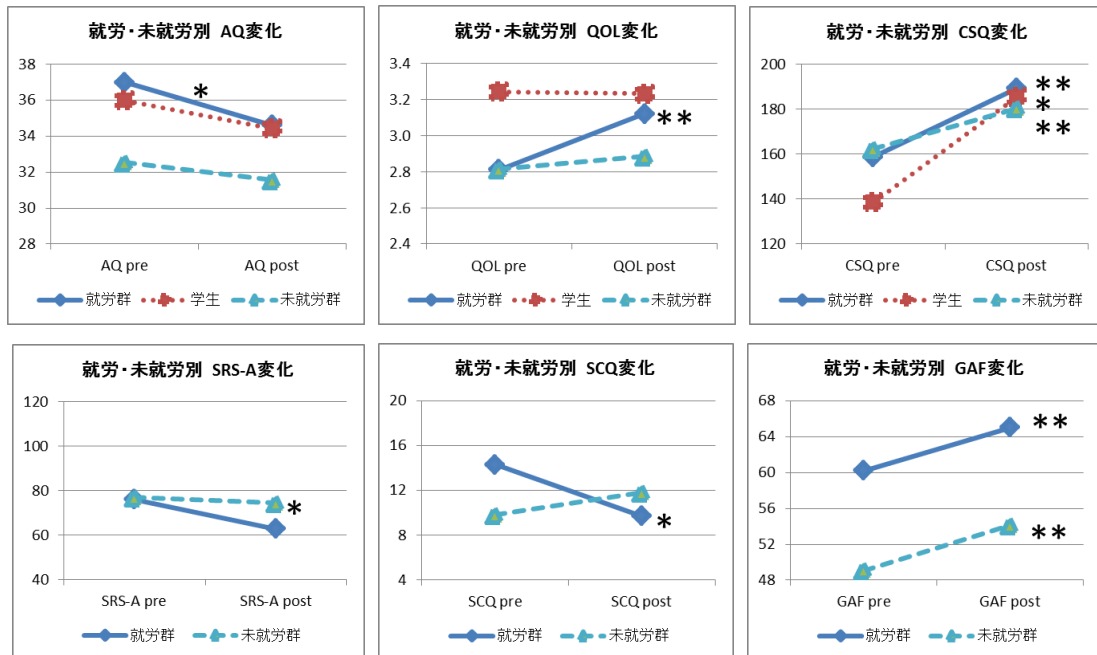 就労・未就労別 AQ変化
38
36
34
32
30
28
*
AQ pre
AQ post
就労群
学生
未就労群
就労・未就労別 QOL変化
3.4
3.2
3.0
2.8
2.6
2.4
**
QOL pre
QOL post
就労群
学生
未就労群
就労・未就労別 CSQ変化
200
180
160
140
120
**
*
**
CSQ pre
CSQ post
就労群
学生
未就労群
就労・未就労別 SRS-A変化
120
100
80
60
40
*
SRS-A pre
SRS-A post
就労群
未就労群
就労・未就労別 SCQ変化
20
16
12
8
4
*
SCQ pre
SCQ post
就労群
未就労群
就労・未就労別 GAF変化
68
64
60
56
52
48
**
**
GAF pre
GAF post
就労群
未就労群